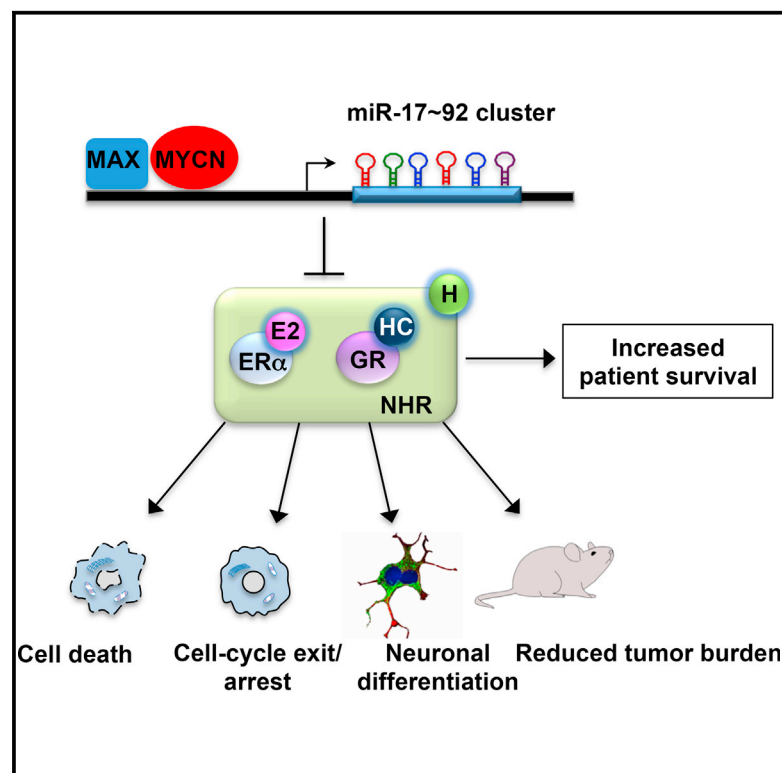 miR-17~92 cluster
MAX
MYCN
H
E2
HC
ERα
GR
NHR
Increased
patient survival
Cell death
Cell-cycle exit/
arrest
Neuronal
differentiation
Reduced tumor burden